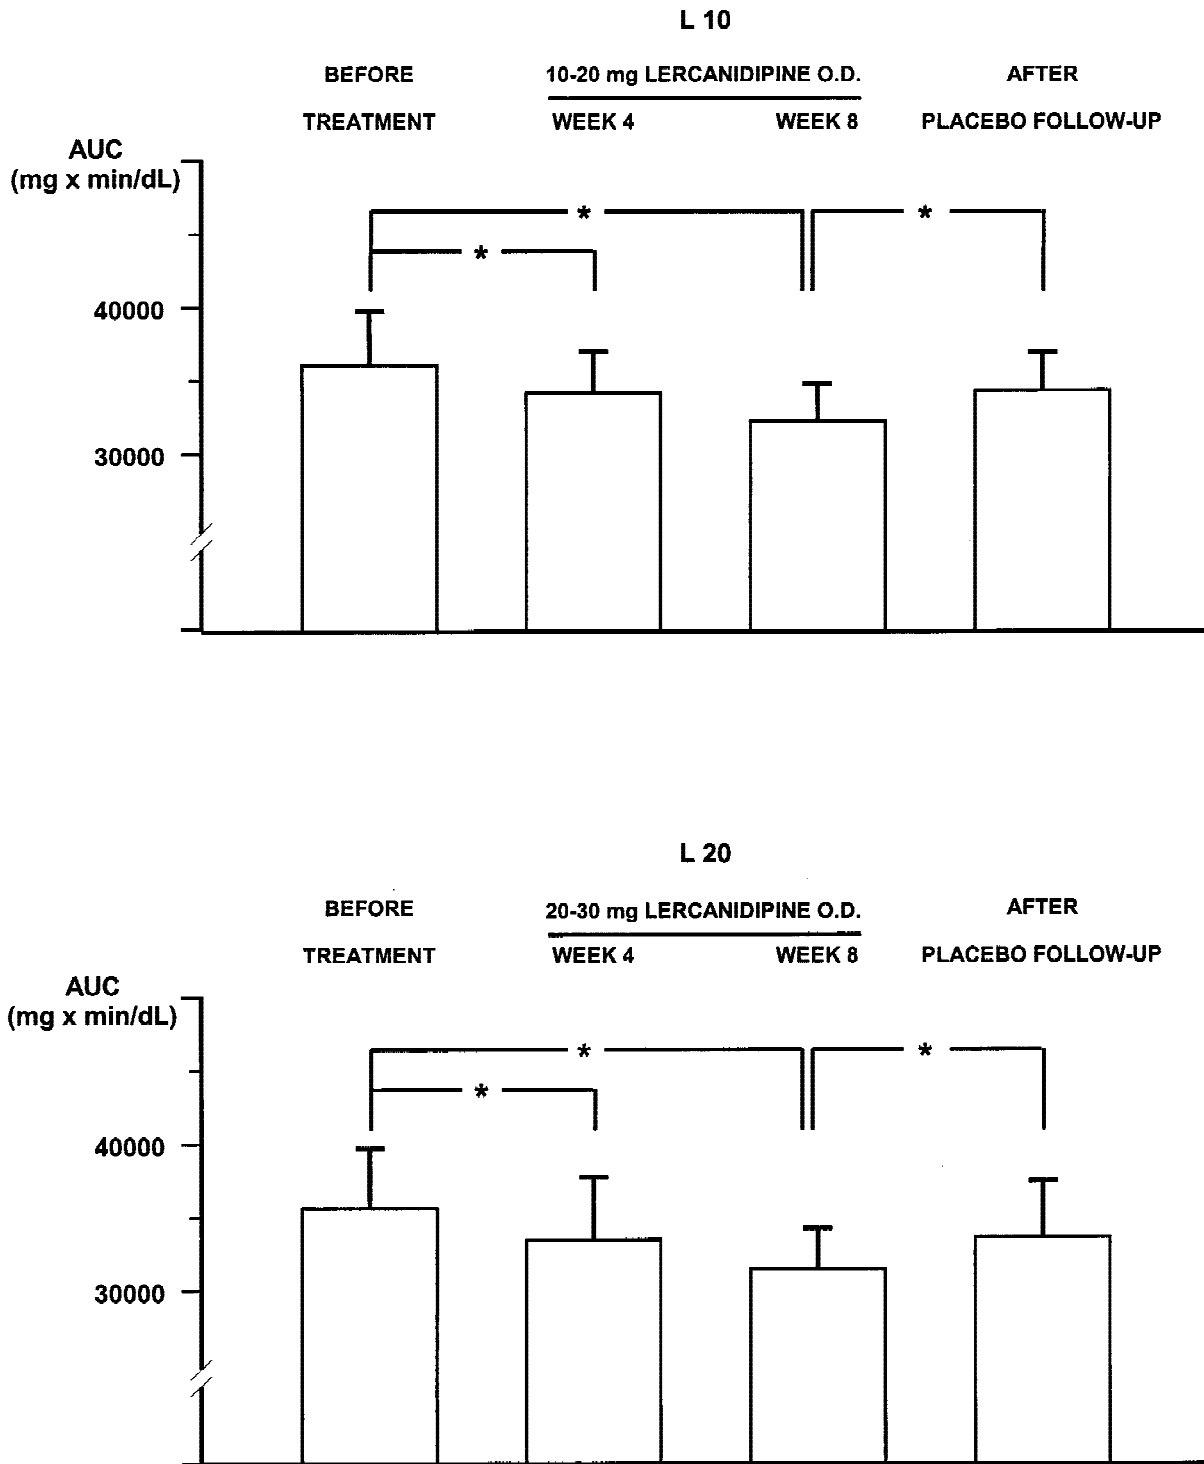 L 10
BEFORE 10-20 mg LERCANIDIPINE O.D. AFTER
TREATMENT WEEK 4 WEEK 8 PLACEBO FOLLOW-UP
AUC
(mg x min/dL)
* *
*
40000
30000
L 20
BEFORE 20-30 mg LERCANIDIPINE O.D. AFTER
TREATMENT WEEK 4 WEEK 8 PLACEBO FOLLOW-UP
AUC
(mg x min/dL)
* *
*
40000
30000